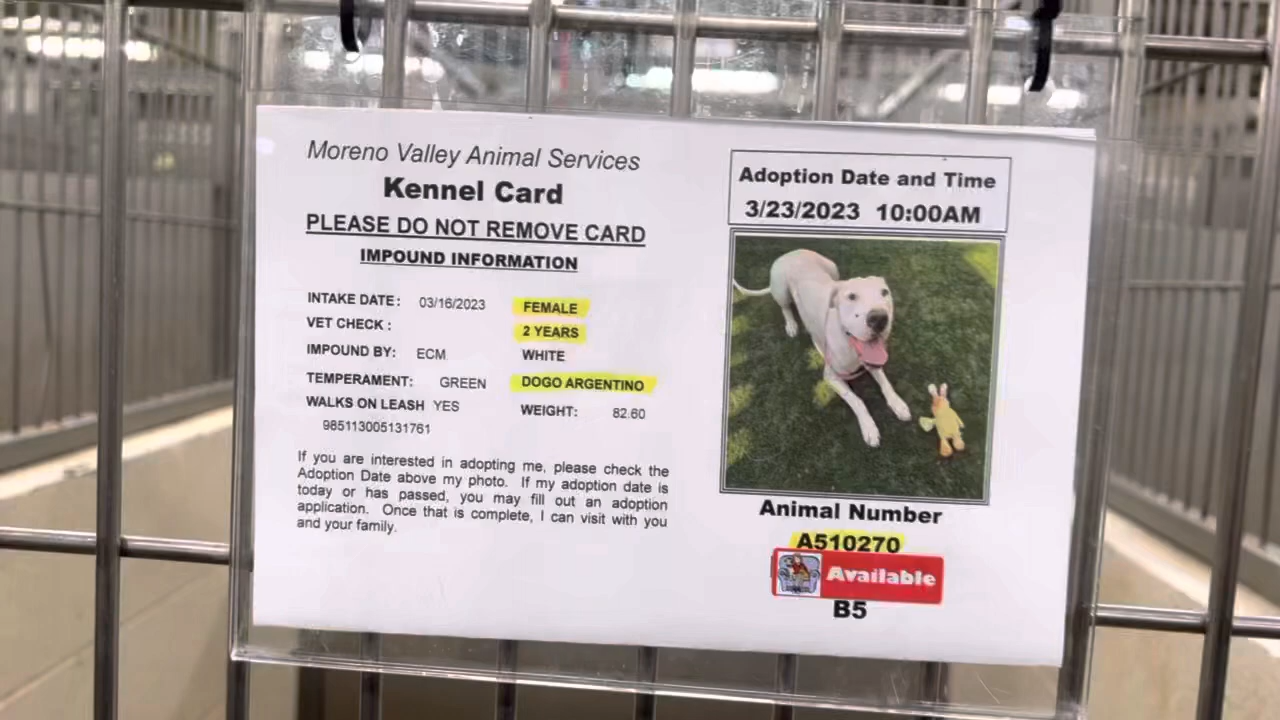 Moreno Valley Animal Services
Kennel Card
PLEASE DO NOT REMOVE CARD
IMPOUND INFORMATION
INTAKE DATE: 03/16/2023 FEMALE
VET CHECK: 2 YEARS
IMPOUND BY: ECM WHITE
TEMPERAMENT: GREEN DOGO ARGENTINO
WALKS ON LEASH YES WEIGHT: 82.60
985113005131761
If you are interested in adopting me, please check the
Adoption Date above my photo. If my adoption date is
today or has passed, you may fill out an adoption
application. Once that is complete, I can visit with you
and your family.
Adoption Date and Time
3/23/2023 10:00AM
Animal Number
A510270
Available
B5